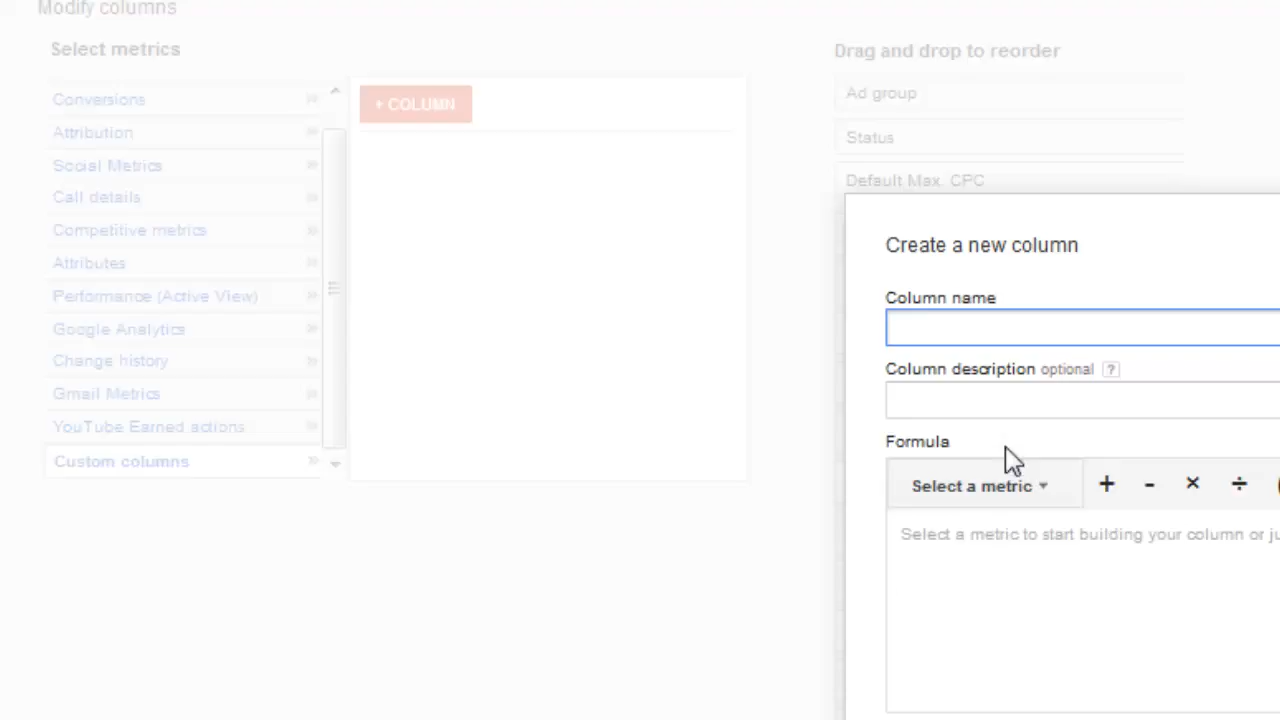 Modify columns
Select metrics
Conversions
Attribution
Social Metrics
Call details
Competitive metrics
Attributes
Performance (Active View)
Google Analytics
Change history
Gmail Metrics
YouTube Earned actions
Custom columns
+ COLUMN
Drag and drop to reorder
Ad group
Status
Default Max. CPC
Create a new column
Column name
Column description optional ?
Formula
Select a metric + - × ÷
Select a metric to start building your column or